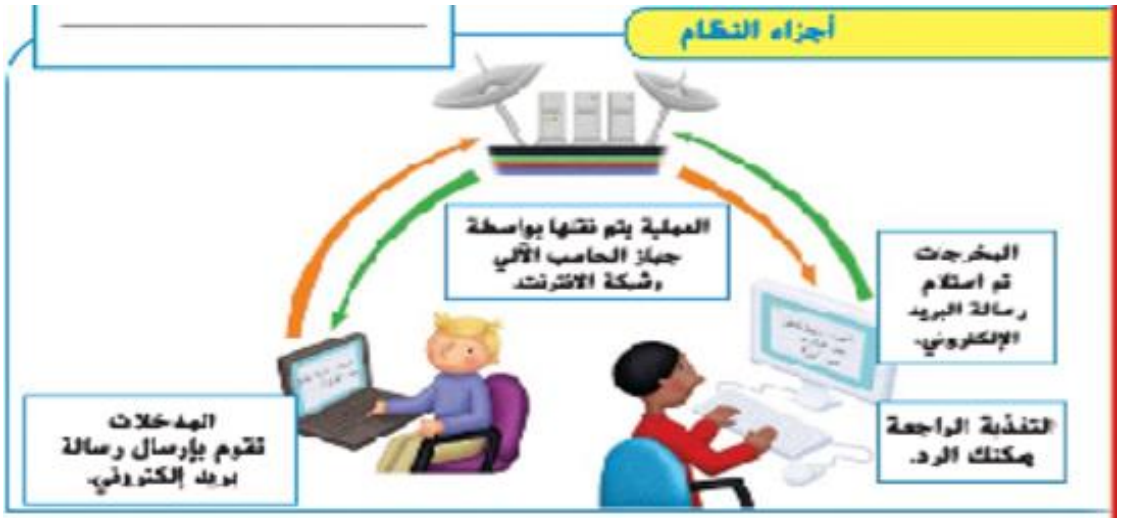 أجزاء النظام
العملية يتم نقلها بواسطة
جهاز الحاسب الآلي
وشبكة الانترنت.
المخرجات
تم استلام
رسالة البريد
الإلكتروني.
التغذية الراجعة
يمكنك الرد.
المدخلات
تقوم بإرسال رسالة
بريد إلكتروني.